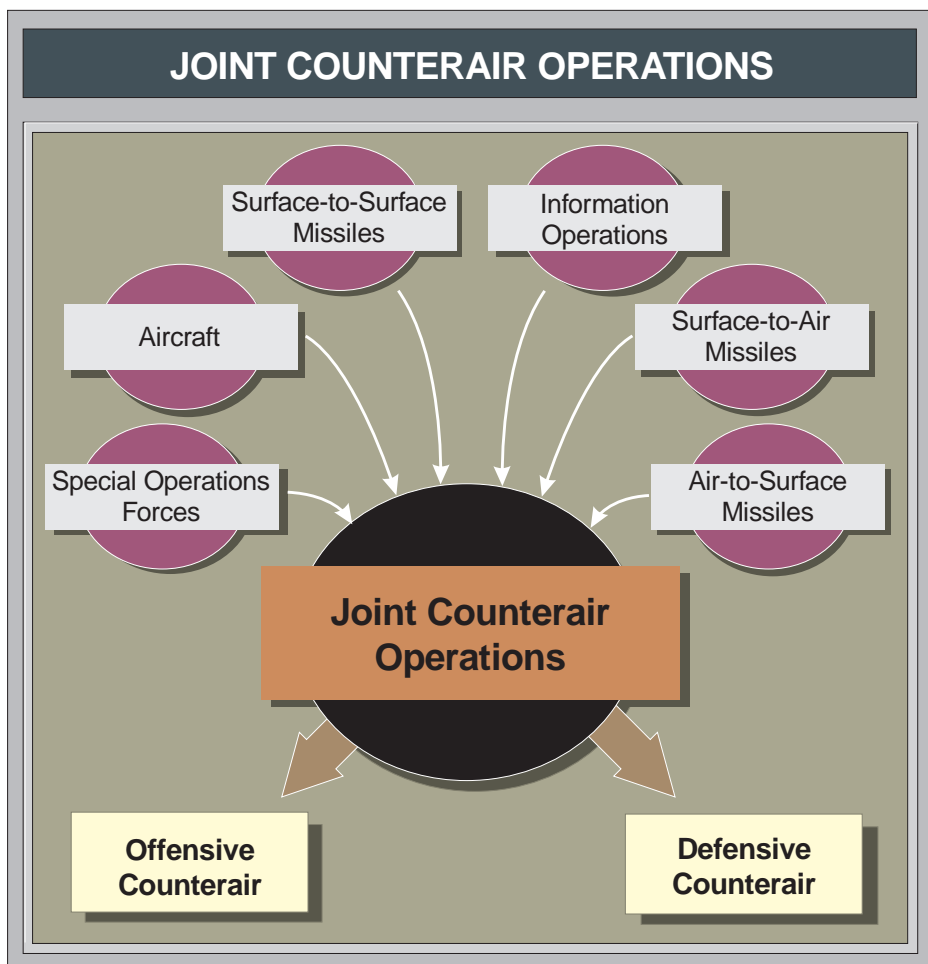 JOINT COUNTERAIR OPERATIONS
Surface-to-Surface
Missiles
Information
Operations
Aircraft
Surface-to-Air
Missiles
Special Operations
Forces
Air-to-Surface
Missiles
Joint Counterair
Operations
Offensive
Counterair
Defensive
Counterair